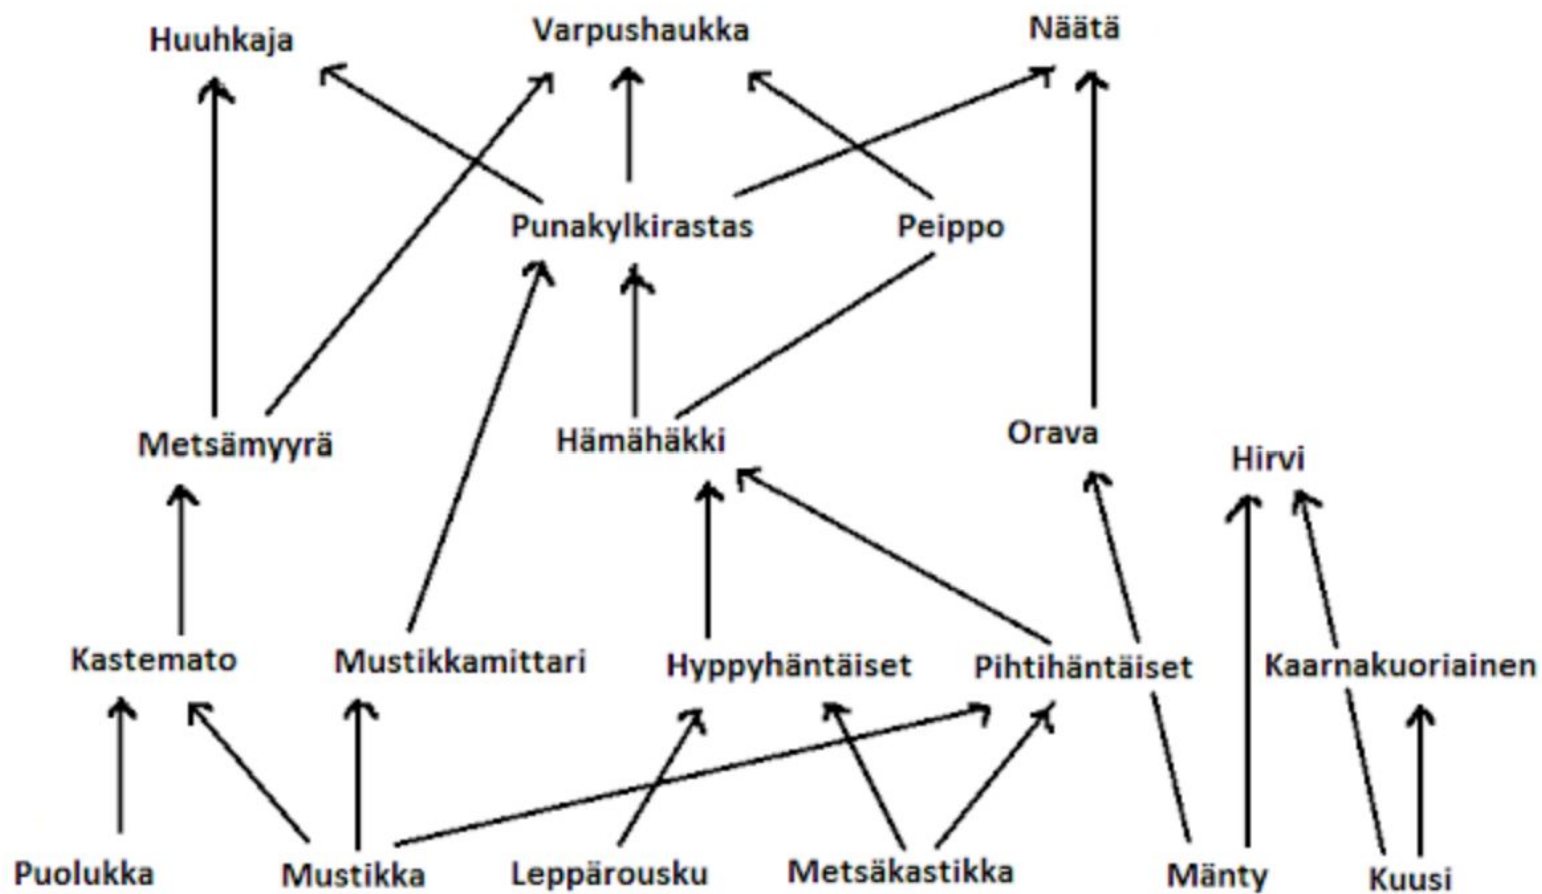 Huuhkaja
Varpushaukka
Näätä
Punakylkirastas
Peippo
Metsämyyrä
Hämähäkki
Orava
Hirvi
Kastemato
Mustikkamittari
Hyppyhäntäiset
Pihtihäntäiset
Kaarnakuoriainen
Puolukka
Mustikka
Leppärousku
Metsäkastikka
Mänty
Kuusi